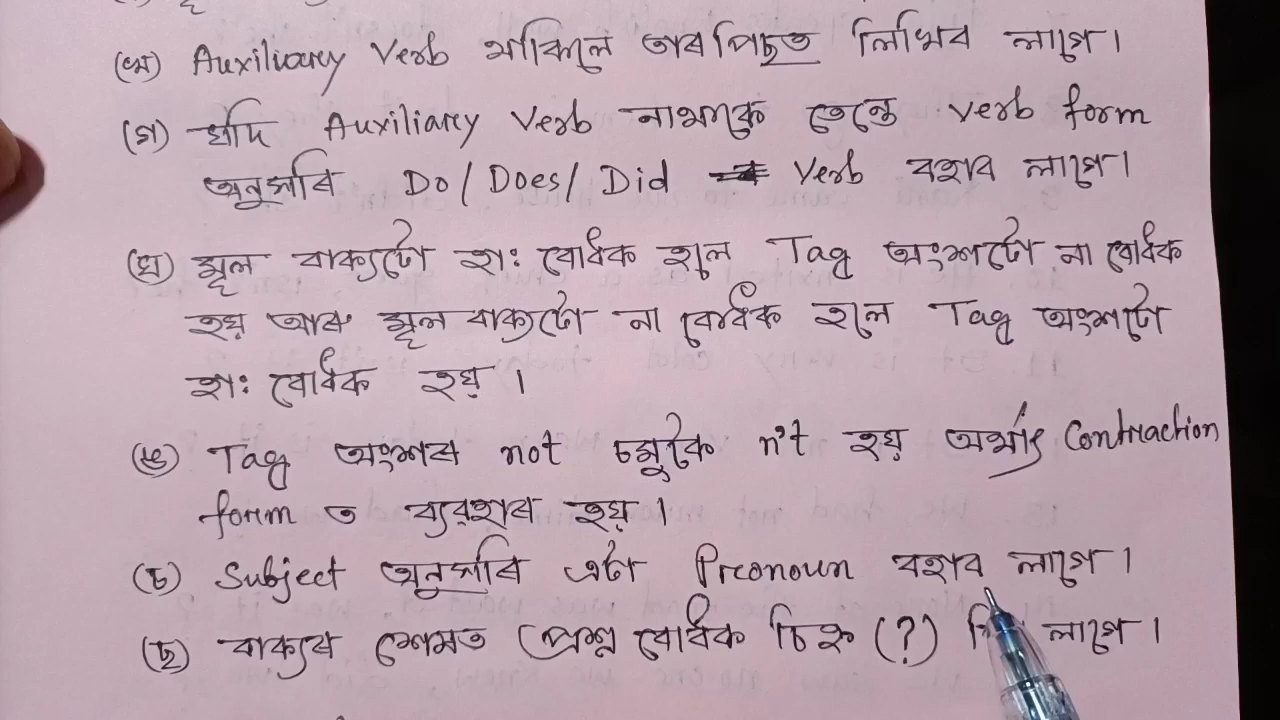 (খ) Auxiliary Verb থাকিলে তাৰ পিছত লিখিব লাগে।
(গ) যদি Auxiliary Verb নাথাকে তেন্তে Verb form
অনুসৰি Do/Does/Did Verb বহাব লাগে।
(ঘ) মূল বাক্যটো হাঃ বোধক হলে Tag অংশটো না বোধক
হয় আৰু মূল বাক্যটো না বোধক হলে Tag অংশটো
হাঃ বোধক হয়।
(ঙ) Tag অংশৰ not চমুকৈ n't হয় অৰ্থাৎ Contraction
form ত ব্যৱহাৰ হয়।
(চ) Subject অনুসৰি এটা Pronoun বহাব লাগে।
(ছ) বাক্যৰ শেষত প্ৰশ্ন বোধক চিহ্ন (?) লাগে।